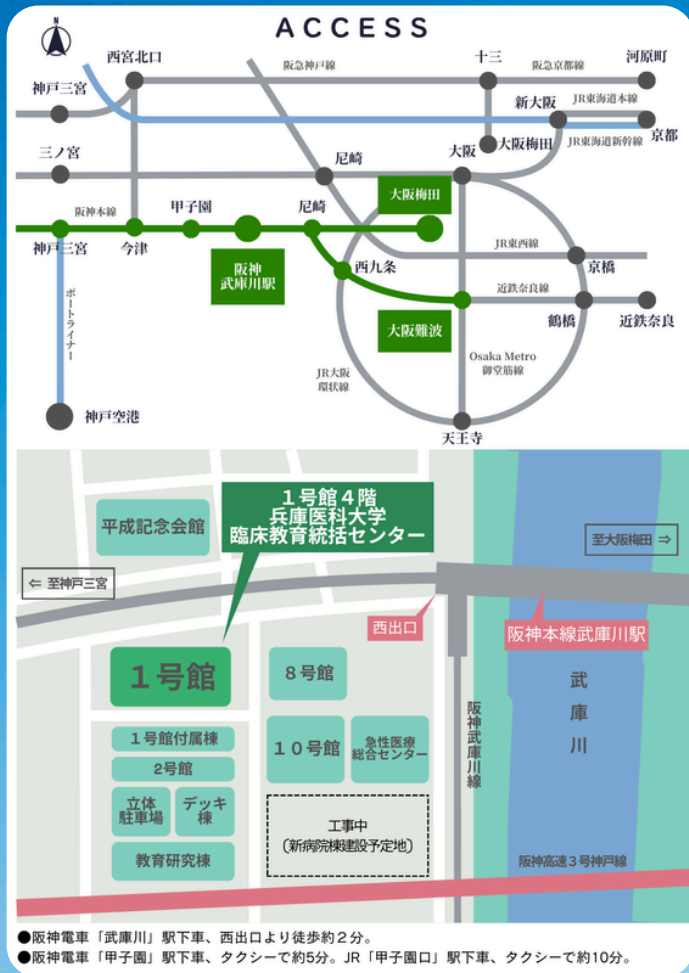 N
ACCESS
西宮北口
阪急神戸線
十三
阪急京都線
河原町
神戸三宮
新大阪
JR東海道本線
大阪梅田
JR東海道新幹線
京都
三ノ宮
尼崎
大阪
大阪梅田
阪神本線
甲子園
尼崎
神戸三宮
今津
阪神
武庫川駅
西九条
JR東西線
京橋
ポートライナー
大阪難波
近鉄奈良線
鶴橋
近鉄奈良
JR大阪
環状線
Osaka Metro
御堂筋線
神戸空港
天王寺
1号館4階
兵庫医科大学
臨床教育統括センター
平成記念会館
至大阪梅田 ⇒
⇐ 至神戸三宮
西出口
阪神本線武庫川駅
1号館
8号館
武庫川
阪神武庫川線
1号館付属棟
10号館
急性医療
総合センター
2号館
立体
駐車場
デッキ
棟
工事中
〔新病院棟建設予定地〕
教育研究棟
阪神高速3号神戸線
●阪神電車「武庫川」駅下車、西出口より徒歩約2分。
●阪神電車「甲子園」駅下車、タクシーで約5分。JR「甲子園口」駅下車、タクシーで約10分。